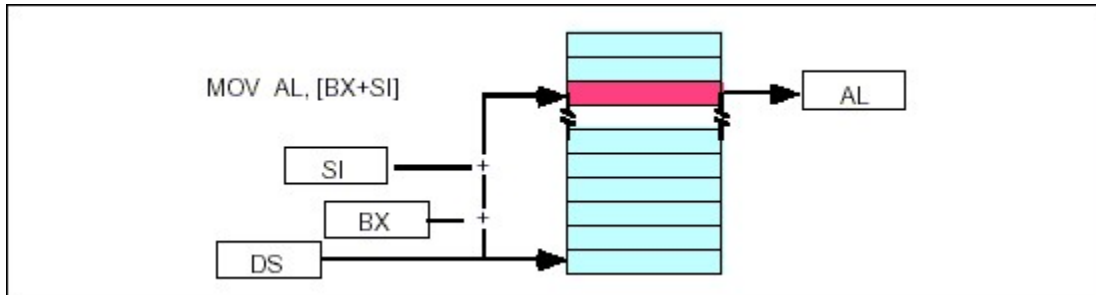 MOV AL, [BX+SI]
AL
SI
+
BX
+
DS